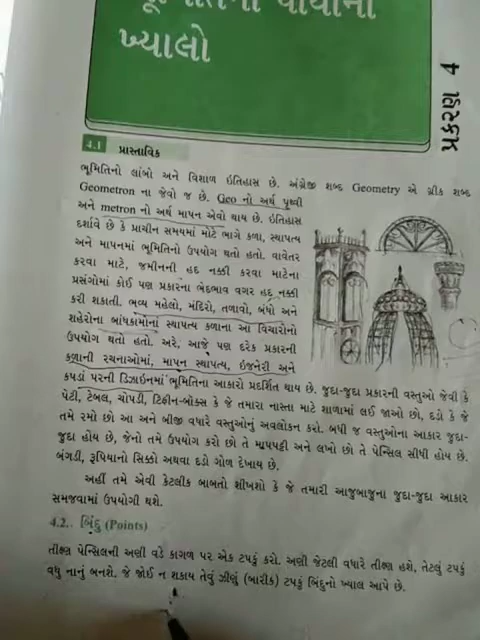 ભૂમિતિના પાયાના
ખ્યાલો
પ્રકરણ 4
4.1 પ્રાસ્તાવિક
ભૂમિતિનો લાંબો અને વિશાળ ઇતિહાસ છે. અંગ્રેજી શબ્દ Geometry એ ગ્રીક શબ્દ
Geometron ના જેવો જ છે. Geo નો અર્થ પૃથ્વી
અને metron નો અર્થ માપન એવો થાય છે. ઇતિહાસ
દર્શાવે છે કે પ્રાચીન સમયમાં મોટે ભાગે કળા, સ્થાપત્ય
અને માપનમાં ભૂમિતિનો ઉપયોગ થતો હતો. વાવેતર
કરવા માટે, જમીનની હદ નક્કી કરવા માટેના
પ્રસંગોમાં કોઈ પણ પ્રકારના ભેદભાવ વગર હદ નક્કી
કરી શકાતી. ભવ્ય મહેલો, મંદિરો, તળાવો, બંધો અને
શહેરોના બાંધકામોનાં સ્થાપત્ય કળાના આ વિચારોનો
ઉપયોગ થતો હતો. અરે, આજે પણ દરેક પ્રકારની
કળાની રચનાઓમાં, માપન સ્થાપત્ય, ઇજનેરી અને
કપડાં પરની ડિઝાઇનમાં ભૂમિતિના આકારો પ્રદર્શિત થાય છે. જુદા-જુદા પ્રકારની વસ્તુઓ જેવી કે
પેટી, ટેબલ, ચોપડી, ટિફીન-બૉક્સ કે જે તમારા નાસ્તા માટે શાળામાં લઈ જાઓ છો, દડો કે જે
તમે રમો છો આ અને બીજી વધારે વસ્તુઓનું અવલોકન કરો. બધી જ વસ્તુઓના આકાર જુદા-
જુદા હોય છે, જેનો તમે ઉપયોગ કરો છો તે માપપટ્ટી અને લખો છો તે પેન્સિલ સીધી હોય છે.
બંગડી, રૂપિયાનો સિક્કો અથવા દડો ગોળ દેખાય છે.
અહીં તમે એવી કેટલીક બાબતો શીખશો કે જે તમારી આજુબાજુના જુદા-જુદા આકાર
સમજવામાં ઉપયોગી થશે.
4.2.. બિંદુ (Points)
તીક્ષ્ણ પેન્સિલની અણી વડે કાગળ પર એક ટપકું કરો. અણી જેટલી વધારે તીક્ષ્ણ હશે, તેટલું ટપકું
વધુ નાનું બનશે. જે જોઈ ન શકાય તેવું ઝીણું (બારીક) ટપકું બિંદુનો ખ્યાલ આપે છે.